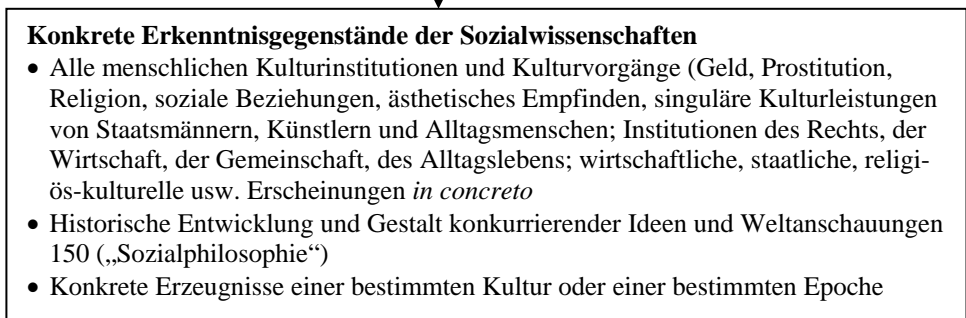 Konkrete Erkenntnisgegenstände der Sozialwissenschaften
• Alle menschlichen Kulturinstitutionen und Kulturvorgänge (Geld, Prostitution,
Religion, soziale Beziehungen, ästhetisches Empfinden, singuläre Kulturleistungen
von Staatsmännern, Künstlern und Alltagsmenschen; Institutionen des Rechts, der
Wirtschaft, der Gemeinschaft, des Alltagslebens; wirtschaftliche, staatliche, religi-
ös-kulturelle usw. Erscheinungen in concreto
• Historische Entwicklung und Gestalt konkurrierender Ideen und Weltanschauungen
150 („Sozialphilosophie“)
• Konkrete Erzeugnisse einer bestimmten Kultur oder einer bestimmten Epoche